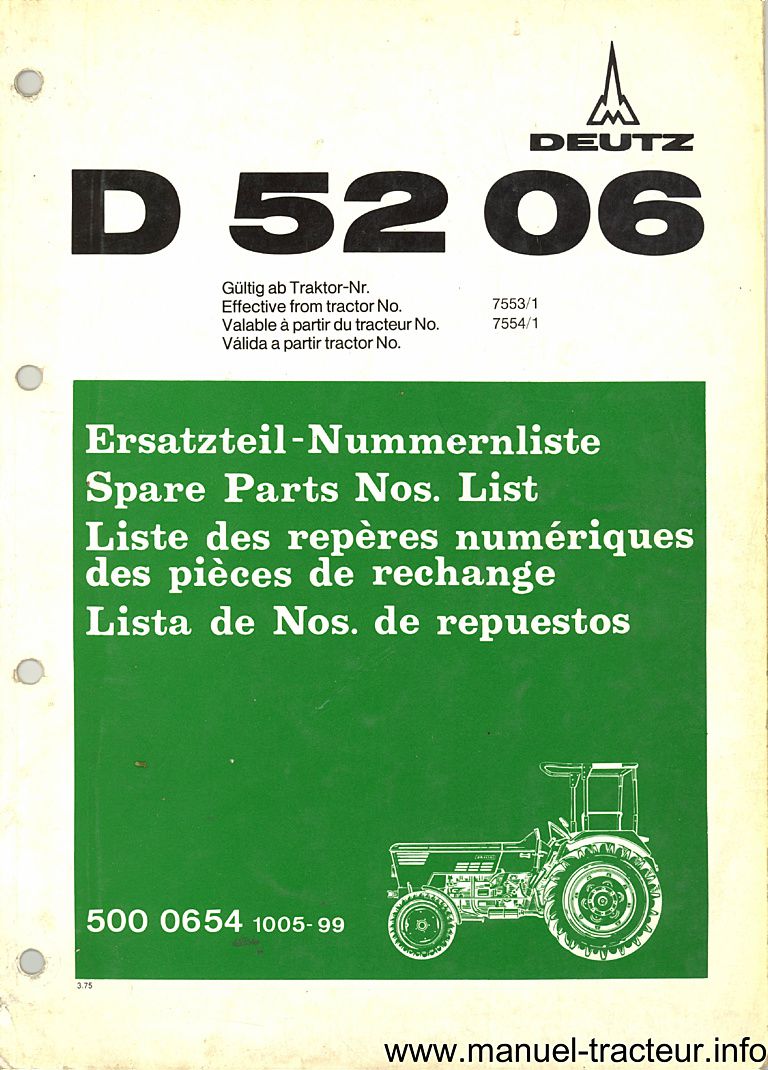 DEUTZ
D 52 06
Gültig ab Traktor-Nr.
Effective from tractor No. 7553/1
Valable à partir du tracteur No. 7554/1
Válida a partir tractor No.
Ersatzteil-Nummernliste
Spare Parts Nos. List
Liste des repères numériques
des pièces de rechange
Lista de Nos. de repuestos
500 0654 1005-99
3.75
www.manuel-tracteur.info